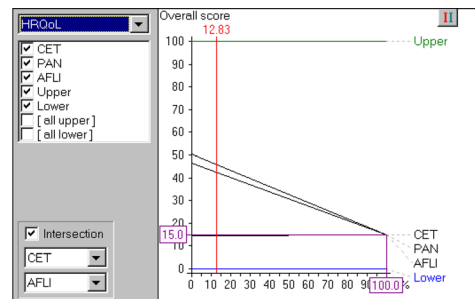 HRQoL
CET
PAN
AFLI
Upper
Lower
[ all upper ]
[ all lower ]
Intersection
CET
AFLI
Overall score
12.83
II
100
90
80
70
60
50
40
30
20
15.0
10
0
Upper
CET
PAN
AFLI
Lower
0 10 20 30 40 50 60 70 80 100.0 %